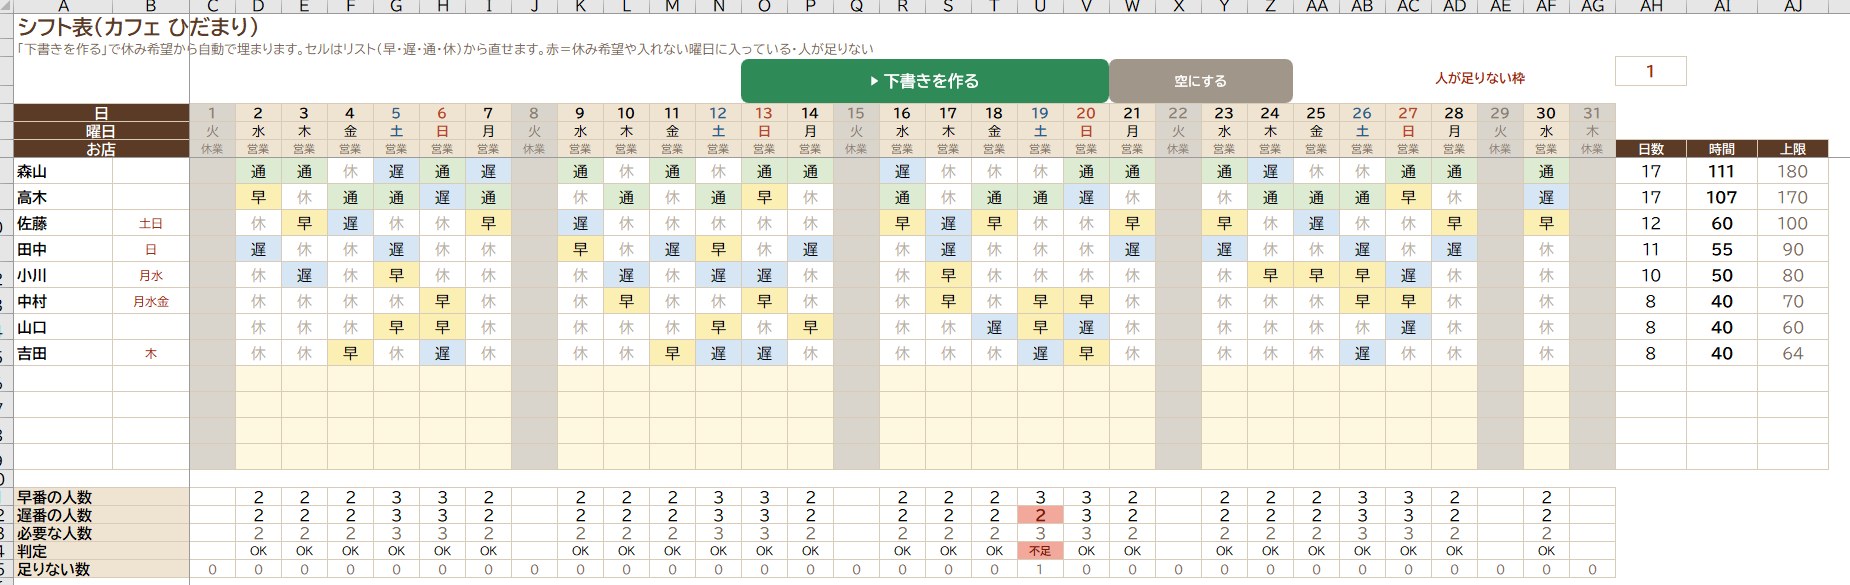 A B C D E F G H I J K L M N O P Q R S T U V W X Y Z AA AB AC AD AE AF AG AH AI AJ
シフト表(カフェ ひだまり)
「下書きを作る」で休み希望から自動で埋まります。セルはリスト(早・遅・通・休)から直せます。赤=休み希望や入れない曜日に入っている・人が足りない
▶ 下書きを作る 空にする 人が足りない枠 1
日 1 2 3 4 5 6 7 8 9 10 11 12 13 14 15 16 17 18 19 20 21 22 23 24 25 26 27 28 29 30 31
曜日 火 水 木 金 土 日 月 火 水 木 金 土 日 月 火 水 木 金 土 日 月 火 水 木 金 土 日 月 火 水 木
お店 休業 営業 営業 営業 営業 営業 営業 休業 営業 営業 営業 営業 営業 営業 休業 営業 営業 営業 営業 営業 営業 休業 営業 営業 営業 営業 営業 営業 休業 営業 休業 日数 時間 上限
森山 通 通 休 遅 通 遅 通 休 通 休 通 通 遅 休 休 休 通 通 通 遅 休 休 通 通 通 17 111 180
高木 早 休 通 通 遅 通 休 通 休 通 早 休 通 休 通 通 遅 休 休 通 通 通 早 休 遅 17 107 170
佐藤 土日 休 早 遅 休 休 早 遅 休 休 休 休 休 早 遅 早 休 休 早 早 休 遅 休 休 早 早 12 60 100
田中 日 遅 休 休 遅 休 休 早 休 遅 早 休 遅 休 遅 休 休 休 遅 遅 休 休 遅 休 遅 休 11 55 90
小川 月水 休 遅 休 早 休 休 休 遅 休 遅 遅 休 休 早 休 休 休 休 休 早 早 早 遅 休 休 10 50 80
中村 月水金 休 休 休 休 早 休 休 早 休 休 早 休 休 早 休 早 早 休 休 休 休 早 早 休 休 8 40 70
山口 休 休 休 早 早 休 休 休 休 早 休 早 休 休 遅 早 遅 休 休 休 休 休 遅 休 休 8 40 60
吉田 木 休 休 早 休 遅 休 休 休 早 遅 遅 休 休 休 休 遅 早 休 休 休 休 遅 休 休 休 8 40 64
早番の人数 2 2 2 3 3 2 2 2 2 3 3 2 2 2 2 3 3 2 2 2 2 3 3 2 2
遅番の人数 2 2 2 3 3 2 2 2 2 3 3 2 2 2 2 2 3 2 2 2 2 3 3 2 2
必要な人数 2 2 2 3 3 2 2 2 2 3 3 2 2 2 2 3 3 2 2 2 2 3 3 2 2
判定 OK OK OK OK OK OK OK OK OK OK OK OK OK OK OK 不足 OK OK OK OK OK OK OK OK OK
足りない数 0 0 0 0 0 0 0 0 0 0 0 0 0 0 0 0 0 0 1 0 0 0 0 0 0 0 0 0 0 0 0